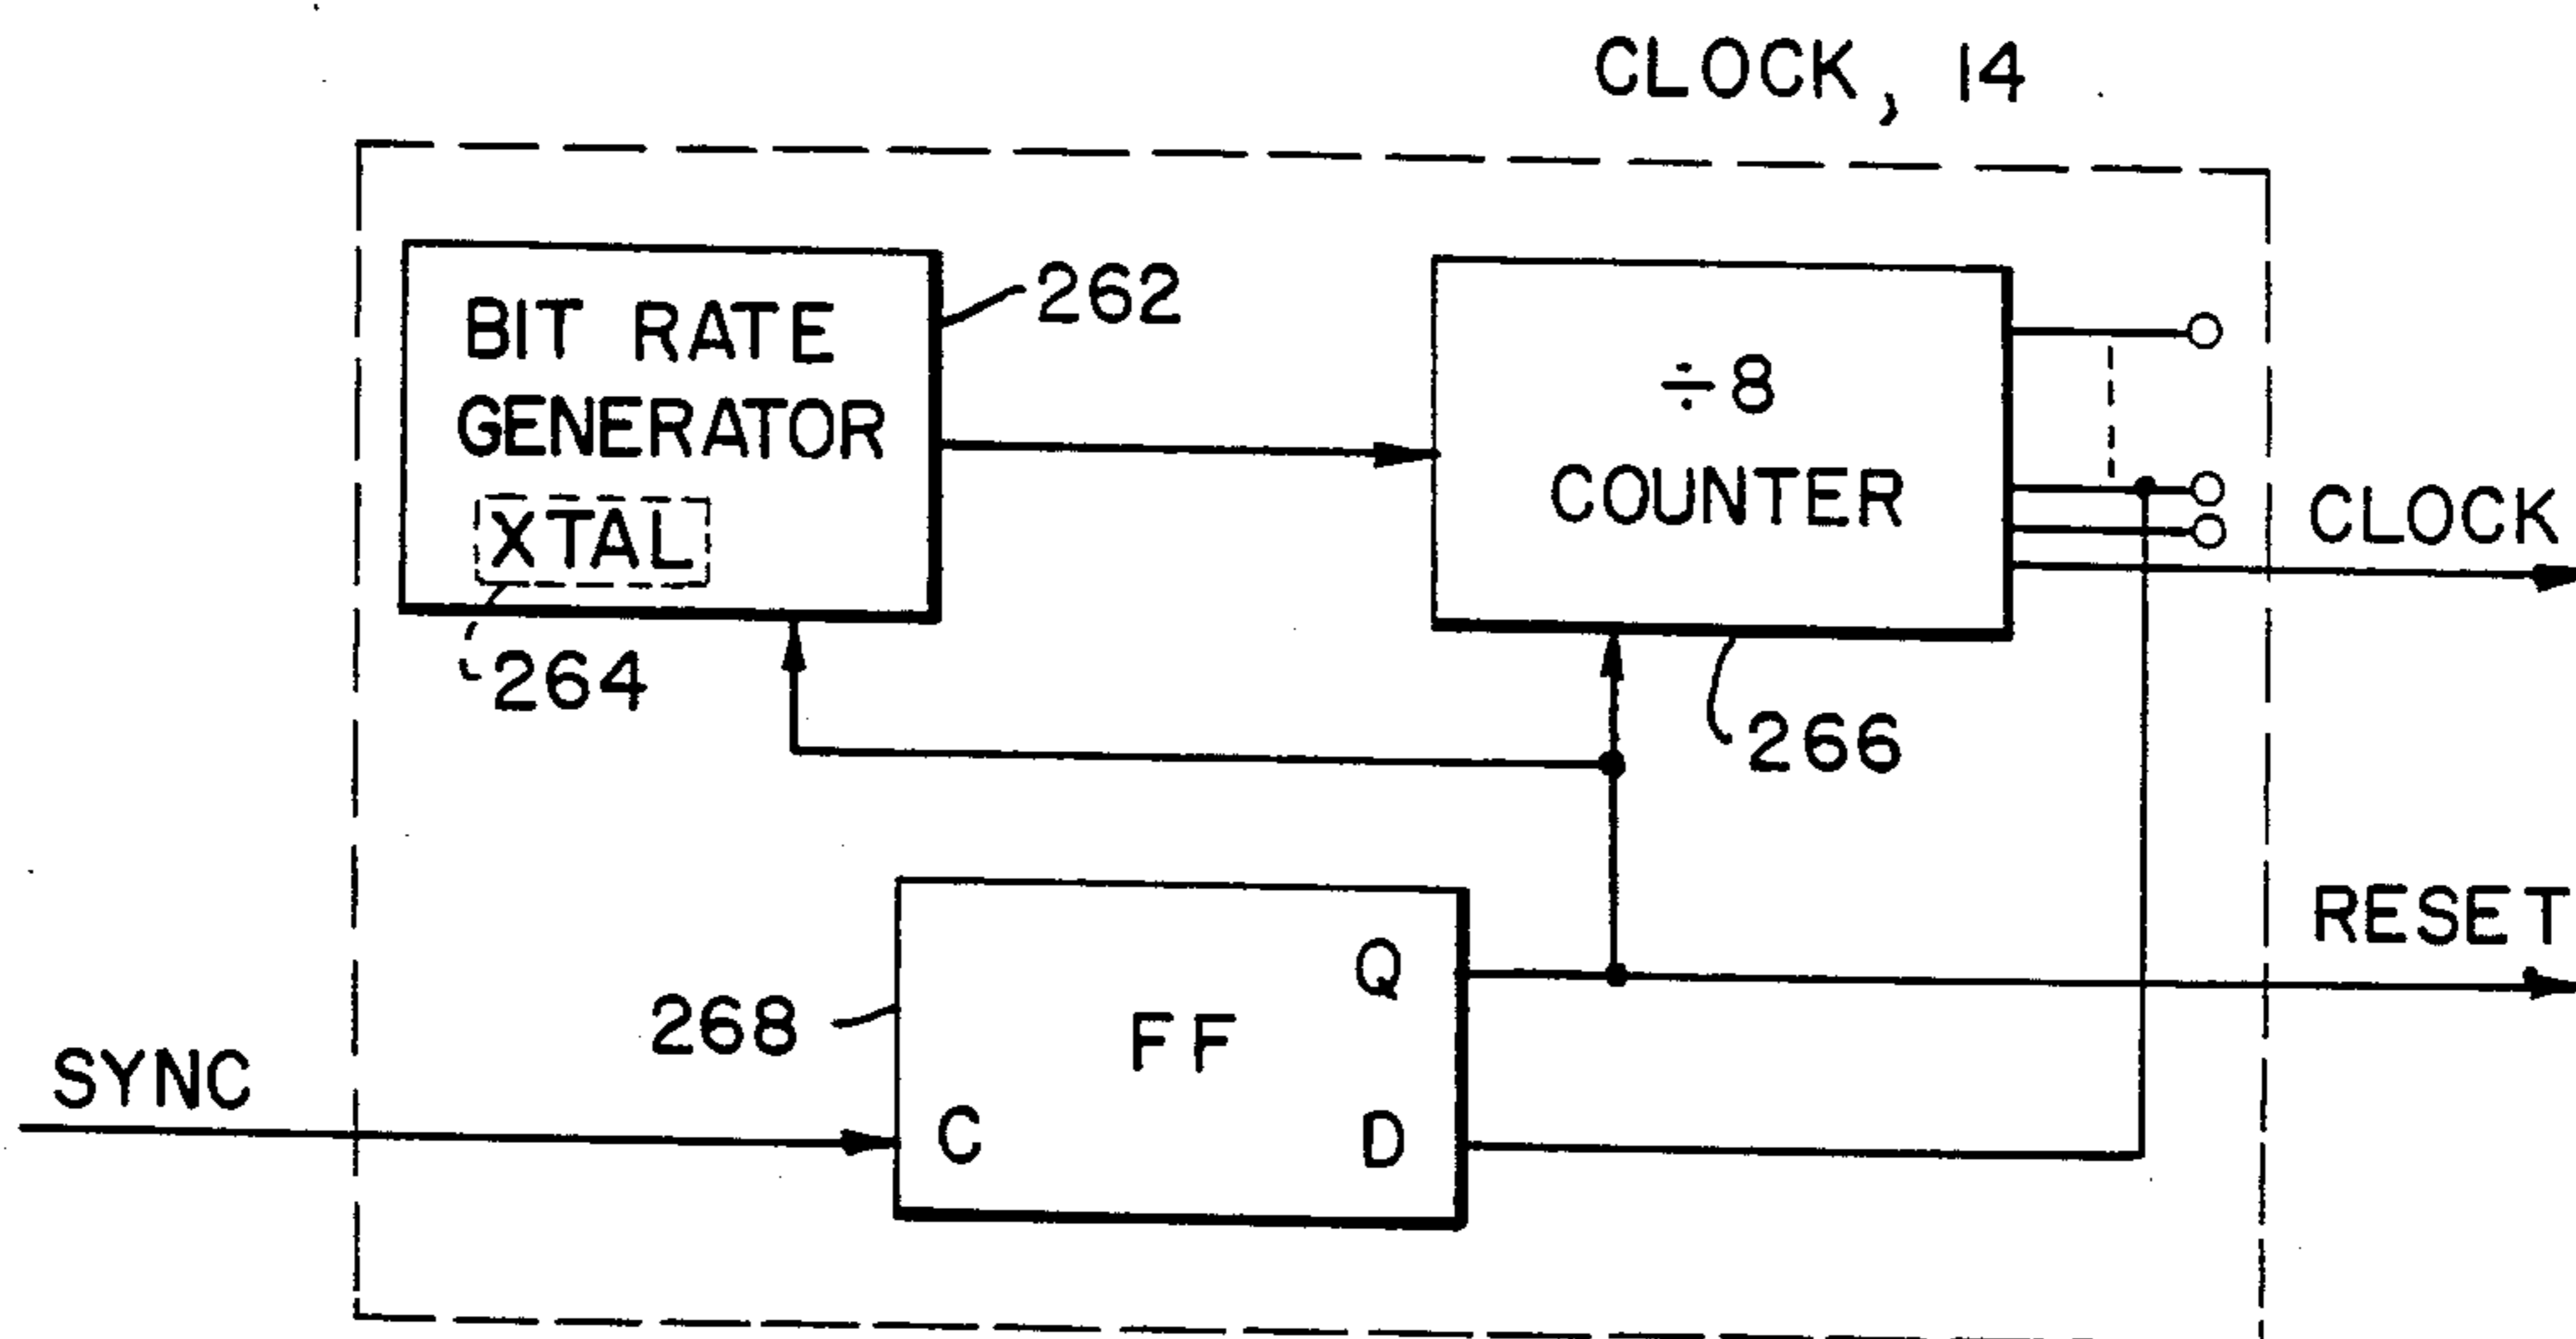 CLOCK, 14
BIT RATE
GENERATOR
XTAL
262
264
÷8
COUNTER
266
CLOCK
RESET
SYNC
268
FF
Q
C
D